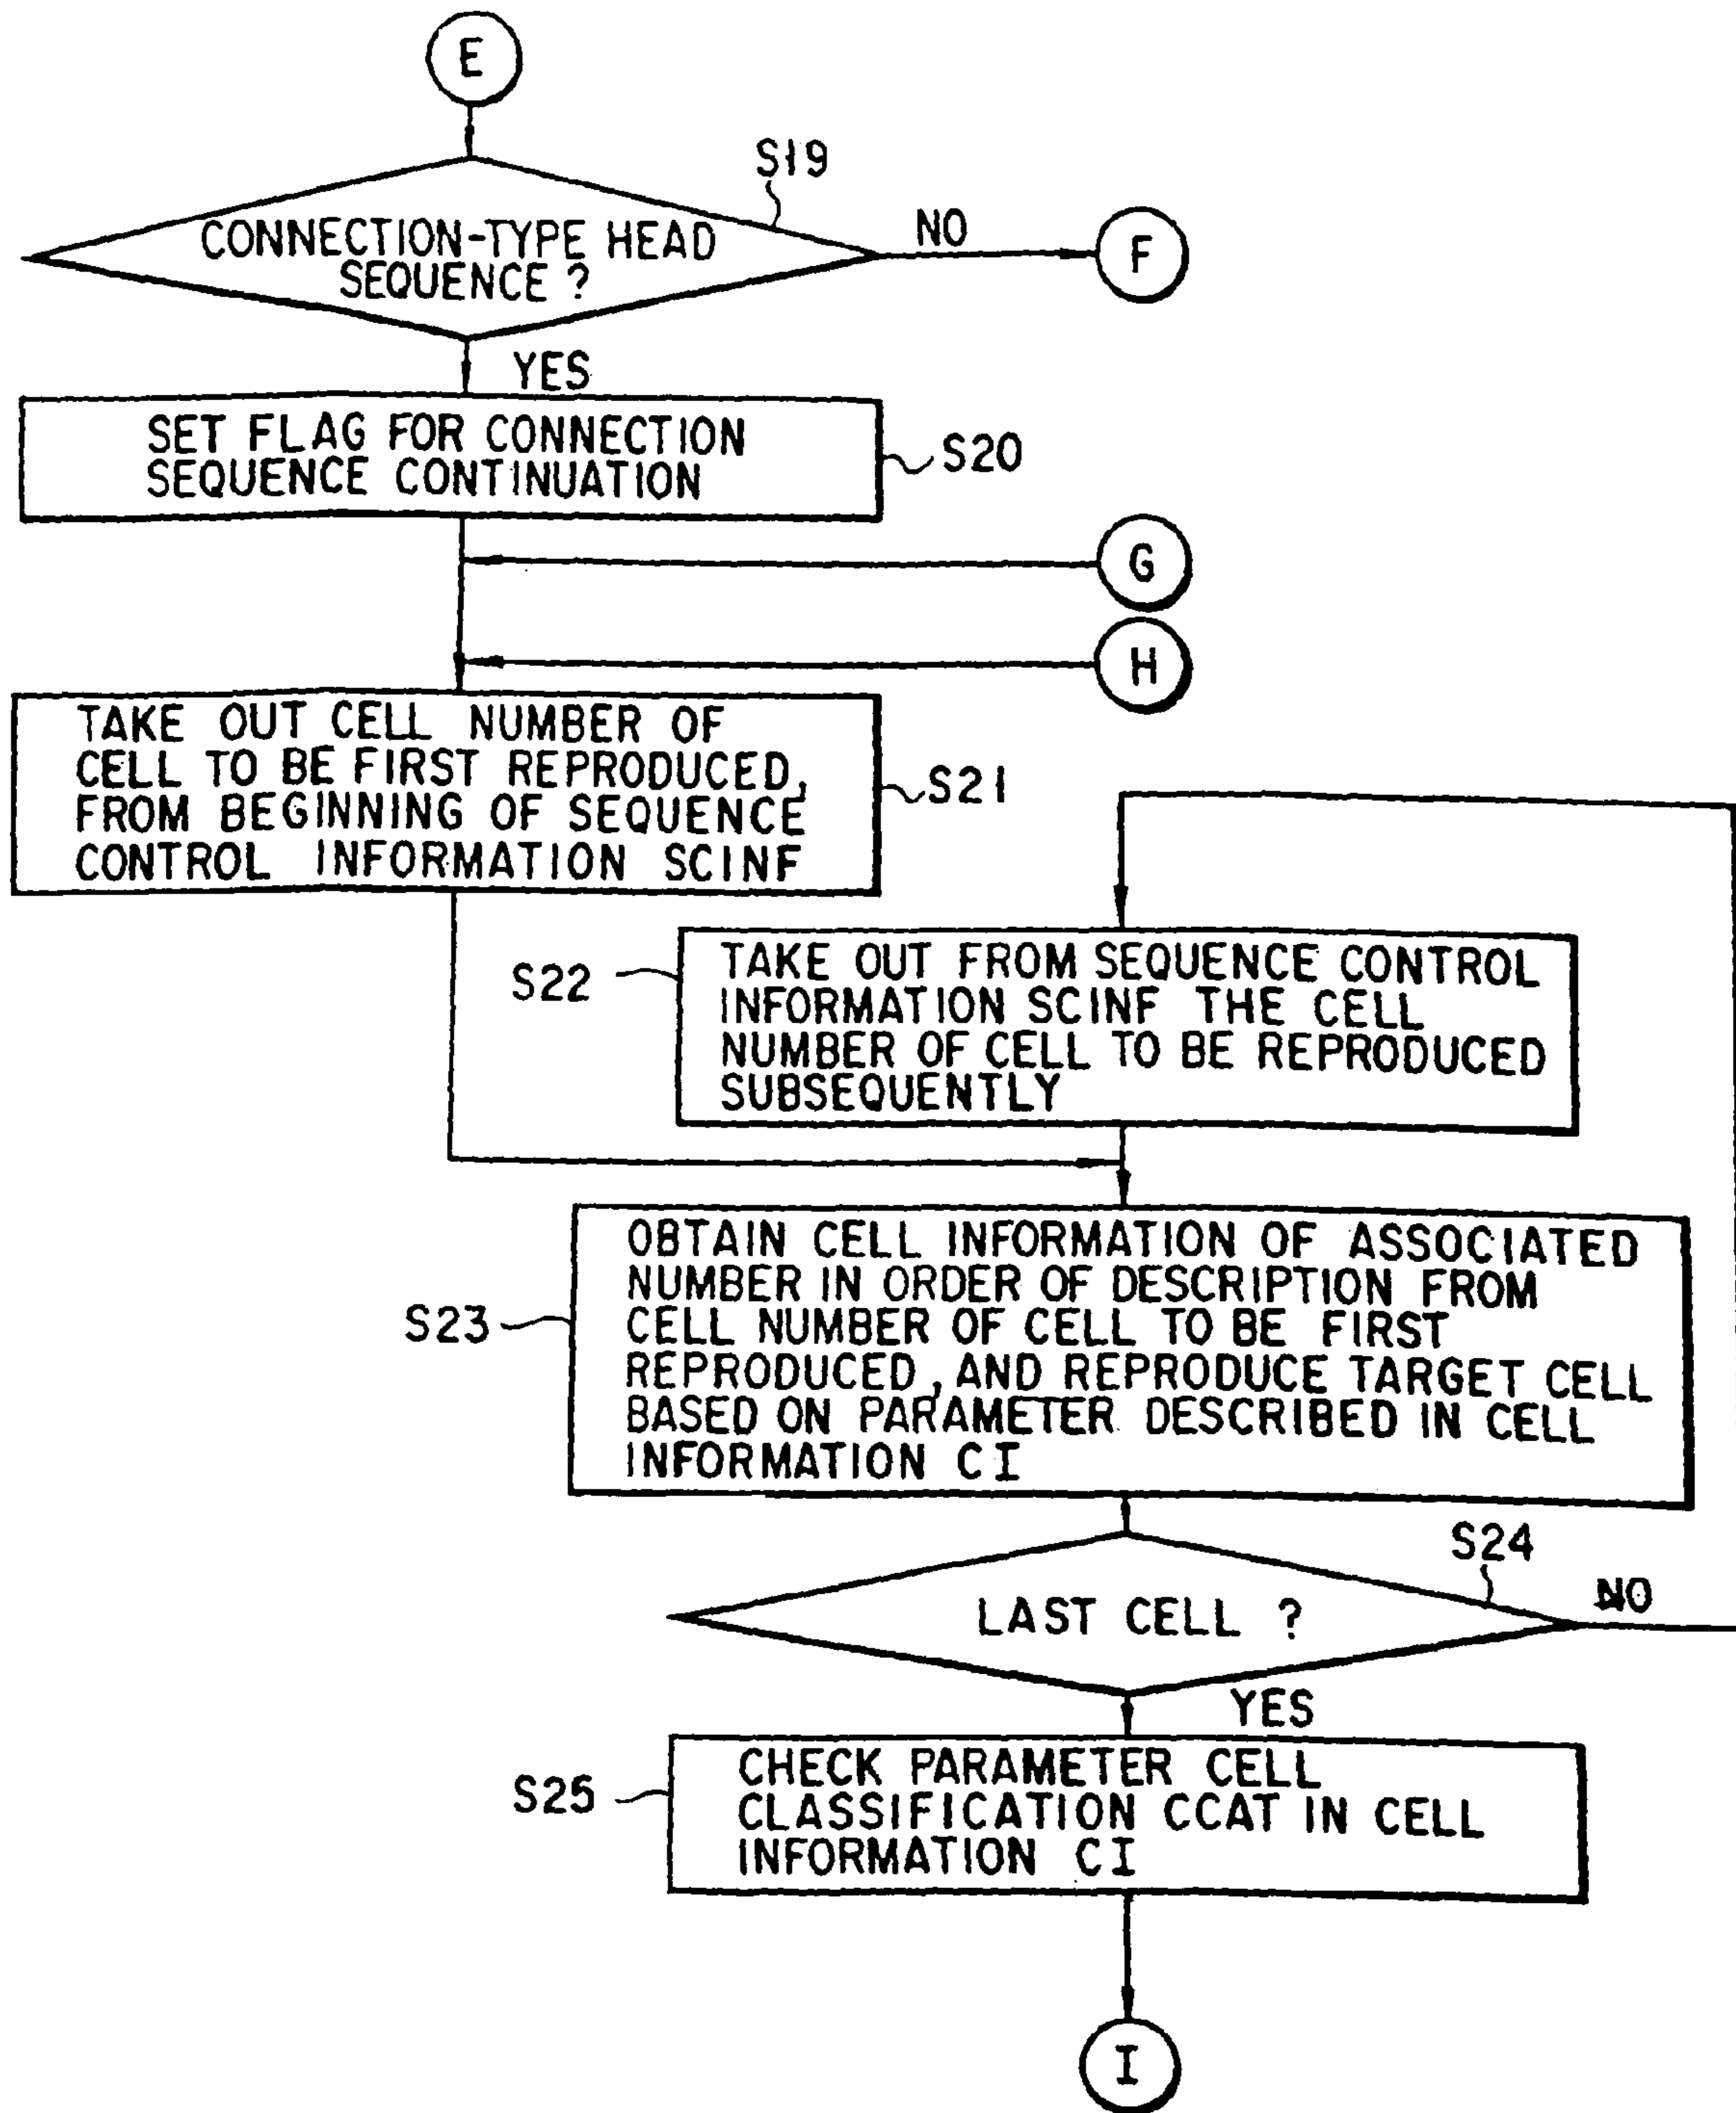 E
S19
CONNECTION-TYPE HEAD
SEQUENCE ?
NO
F
YES
SET FLAG FOR CONNECTION
SEQUENCE CONTINUATION
S20
G
H
TAKE OUT CELL NUMBER OF
CELL TO BE FIRST REPRODUCED,
FROM BEGINNING OF SEQUENCE
CONTROL INFORMATION SCINF
S21
S22
TAKE OUT FROM SEQUENCE CONTROL
INFORMATION SCINF THE CELL
NUMBER OF CELL TO BE REPRODUCED
SUBSEQUENTLY
S23
OBTAIN CELL INFORMATION OF ASSOCIATED
NUMBER IN ORDER OF DESCRIPTION FROM
CELL NUMBER OF CELL TO BE FIRST
REPRODUCED, AND REPRODUCE TARGET CELL
BASED ON PARAMETER DESCRIBED IN CELL
INFORMATION CI
S24
LAST CELL ?
NO
YES
S25
CHECK PARAMETER CELL
CLASSIFICATION CCAT IN CELL
INFORMATION CI
I